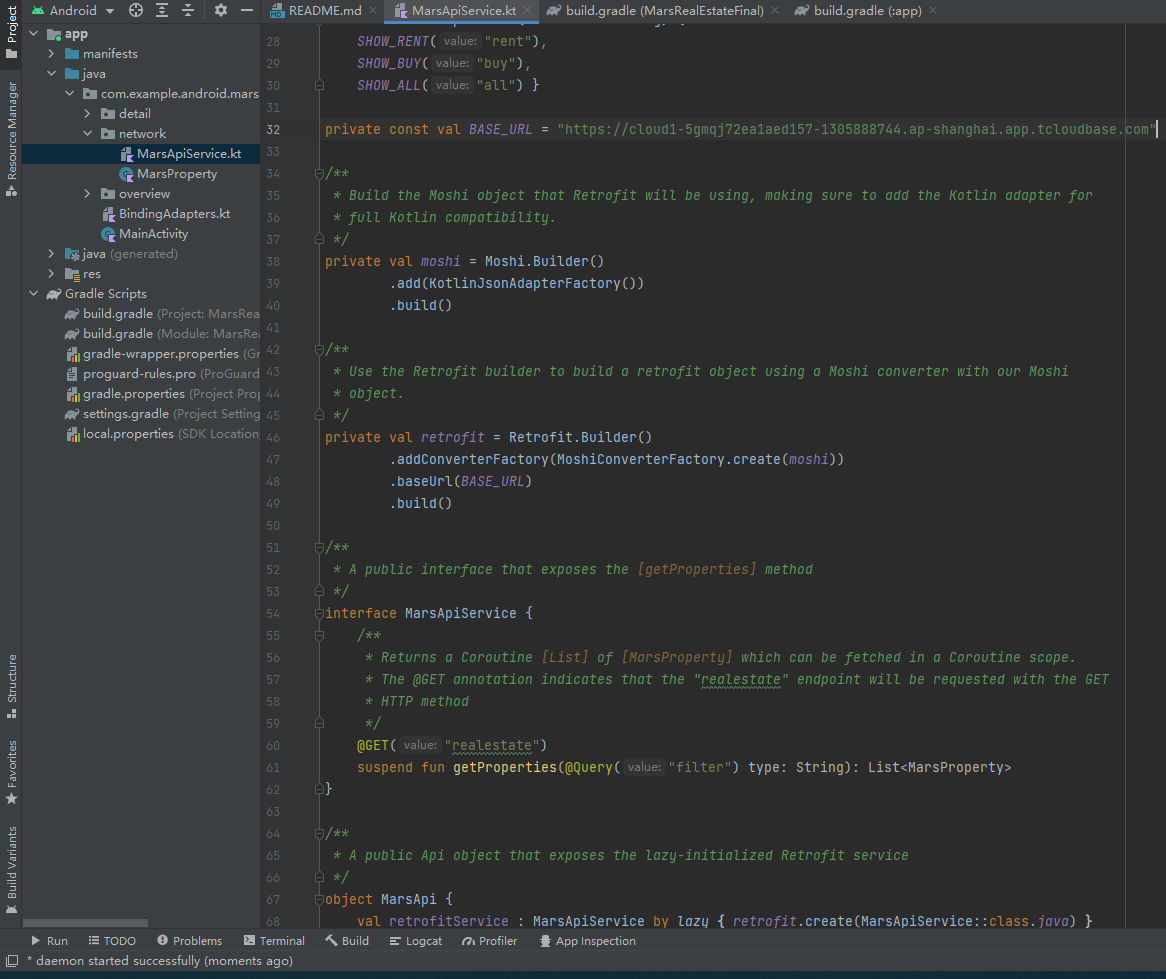 Project
Resource Manager
Structure
Favorites
Build Variants
Android
README.md
MarsApiService.kt
build.gradle (MarsRealEstateFinal)
build.gradle (:app)
app
manifests
java
com.example.android.mars
detail
network
MarsApiService.kt
MarsProperty
overview
BindingAdapters.kt
MainActivity
java (generated)
res
Gradle Scripts
build.gradle (Project: MarsRea
build.gradle (Module: MarsRe
gradle-wrapper.properties (Gr
proguard-rules.pro (ProGuard
gradle.properties (Project Prop
settings.gradle (Project Setting
local.properties (SDK Location
28 SHOW_RENT( value: "rent"),
29 SHOW_BUY( value: "buy"),
30 SHOW_ALL( value: "all") }
31
32 private const val BASE_URL = "https://cloud1-5gmqj72ea1aed157-1305888744.ap-shanghai.app.tcloudbase.com"
33
34 /**
35 * Build the Moshi object that Retrofit will be using, making sure to add the Kotlin adapter for
36 * full Kotlin compatibility.
37 */
38 private val moshi = Moshi.Builder()
39 .add(KotlinJsonAdapterFactory())
40 .build()
41
42 /**
43 * Use the Retrofit builder to build a retrofit object using a Moshi converter with our Moshi
44 * object.
45 */
46 private val retrofit = Retrofit.Builder()
47 .addConverterFactory(MoshiConverterFactory.create(moshi))
48 .baseUrl(BASE_URL)
49 .build()
50
51 /**
52 * A public interface that exposes the [getProperties] method
53 */
54 interface MarsApiService {
55 /**
56 * Returns a Coroutine [List] of [MarsProperty] which can be fetched in a Coroutine scope.
57 * The @GET annotation indicates that the "realestate" endpoint will be requested with the GET
58 * HTTP method
59 */
60 @GET( value: "realestate")
61 suspend fun getProperties(@Query( value: "filter") type: String): List<MarsProperty>
62 }
63
64 /**
65 * A public Api object that exposes the lazy-initialized Retrofit service
66 */
67 object MarsApi {
68 val retrofitService : MarsApiService by lazy { retrofit.create(MarsApiService::class.java) }
Run
TODO
Problems
Terminal
Build
Logcat
Profiler
App Inspection
* daemon started successfully (moments ago)